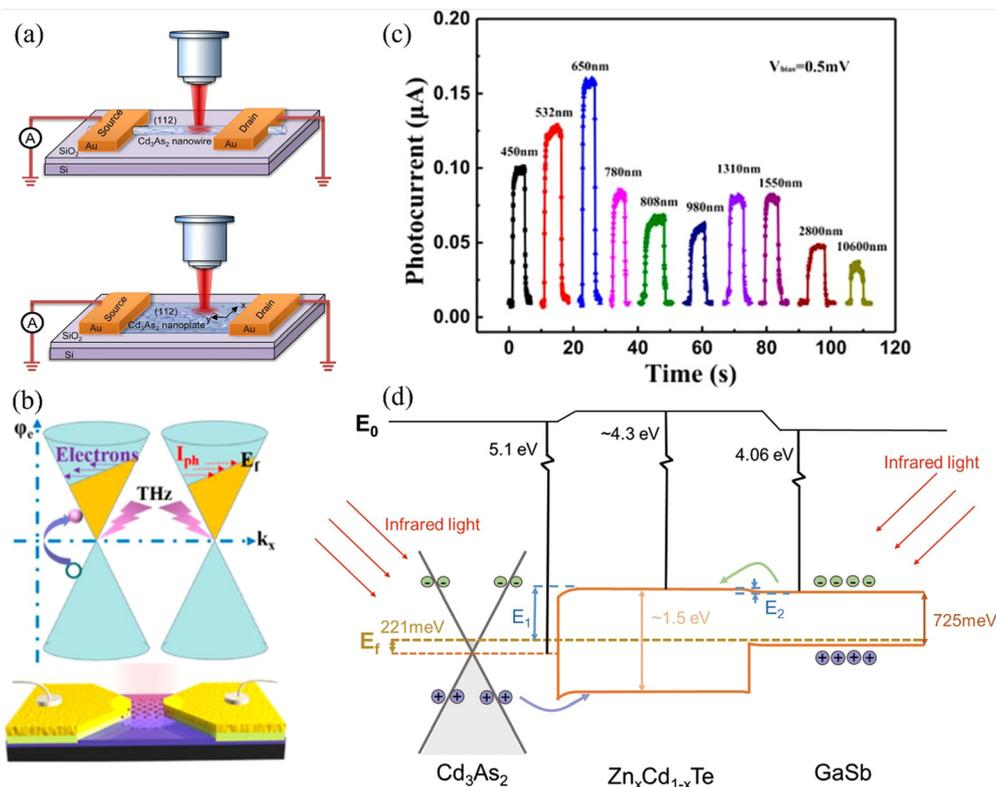 (a)
Source
(112)
Cd₃As₂ nanowire
Drain
A
Au
Au
SiO₂
Si
Source
(112)
Cd₃As₂ nanoplate
x
y
Drain
A
Au
Au
SiO₂
Si
(b)
φₑ
Electrons
Iₚₕ
E_f
THz
kₓ
(c)
Photocurrent (μA)
0.20
0.15
0.10
0.05
0.00
V_bias=0.5mV
450nm
532nm
650nm
780nm
808nm
980nm
1310nm
1550nm
2800nm
10600nm
0 20 40 60 80 100 120
Time (s)
(d)
E₀
5.1 eV
~4.3 eV
4.06 eV
Infrared light
Infrared light
E₁
~1.5 eV
E₂
725meV
E_f
221meV
Cd₃As₂
ZnₓCd₁₋ₓTe
GaSb